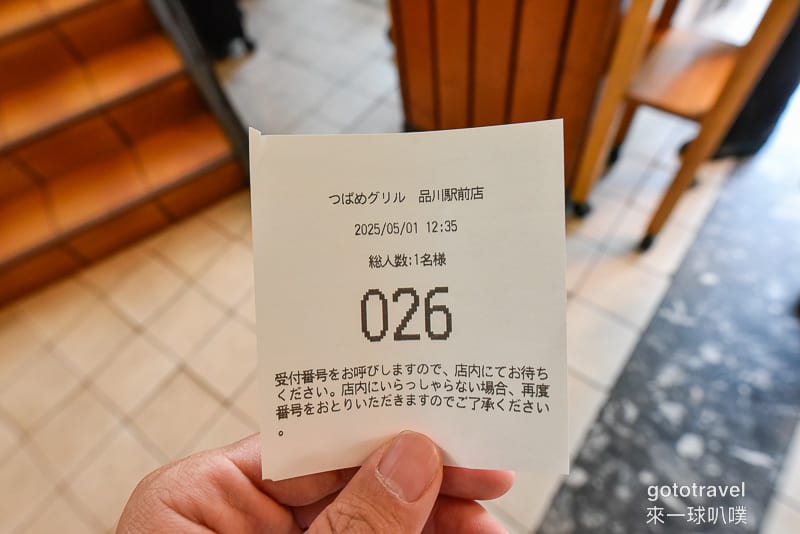 つばめグリル 品川駅前店
2025/05/01 12:35
総人数:1名様
026
受付番号をお呼びしますので、店内にてお待ち
ください。店内にいらっしゃらない場合、再度
番号をおとりいただきますのでご了承ください
。
gototravel
來一球叭噗